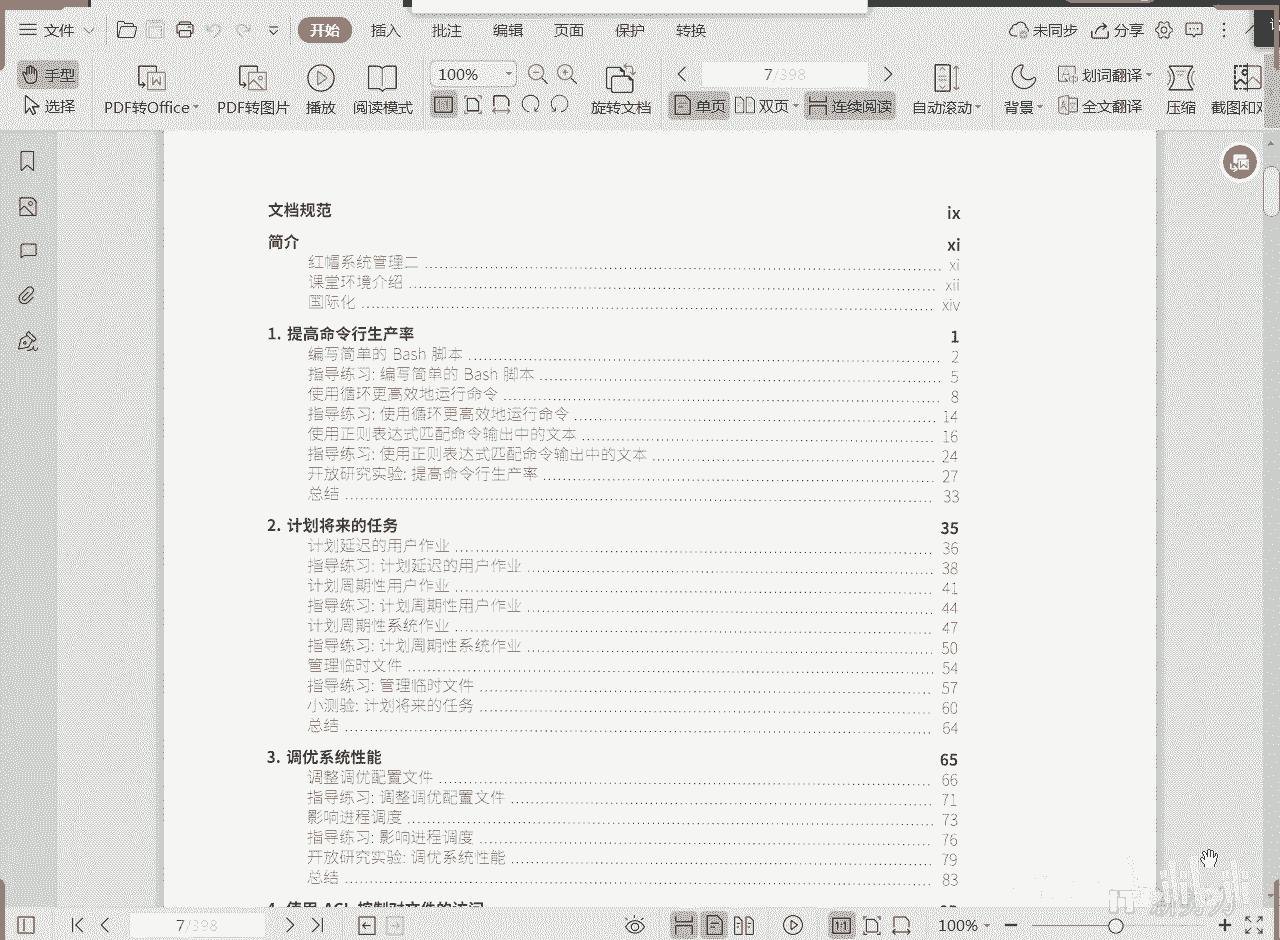 文件
开始 插入 批注 编辑 页面 保护 转换
未同步 分享
手型 选择
PDF转Office PDF转图片 播放 阅读模式
100%
旋转文档
7/398
单页 双页 连续阅读
自动滚动 背景 划词翻译 全文翻译 压缩
文档规范 ix
简介 xi
红帽系统管理二 xi
课堂环境介绍 xii
国际化 xiv
1. 提高命令行生产率 1
编写简单的 Bash 脚本 2
指导练习: 编写简单的 Bash 脚本 5
使用循环更高效地运行命令 8
指导练习: 使用循环更高效地运行命令 14
使用正则表达式匹配命令输出中的文本 16
指导练习: 使用正则表达式匹配命令输出中的文本 24
开放研究实验: 提高命令行生产率 27
总结 33
2. 计划将来的任务 35
计划延迟的用户作业 36
指导练习: 计划延迟的用户作业 38
计划周期性用户作业 41
指导练习: 计划周期性用户作业 44
计划周期性系统作业 47
指导练习: 计划周期性系统作业 50
管理临时文件 54
指导练习: 管理临时文件 57
小测验: 计划将来的任务 60
总结 64
3. 调优系统性能 65
调整调优配置文件 66
指导练习: 调整调优配置文件 71
影响进程调度 73
指导练习: 影响进程调度 76
开放研究实验: 调优系统性能 79
总结 83
7/398
100%